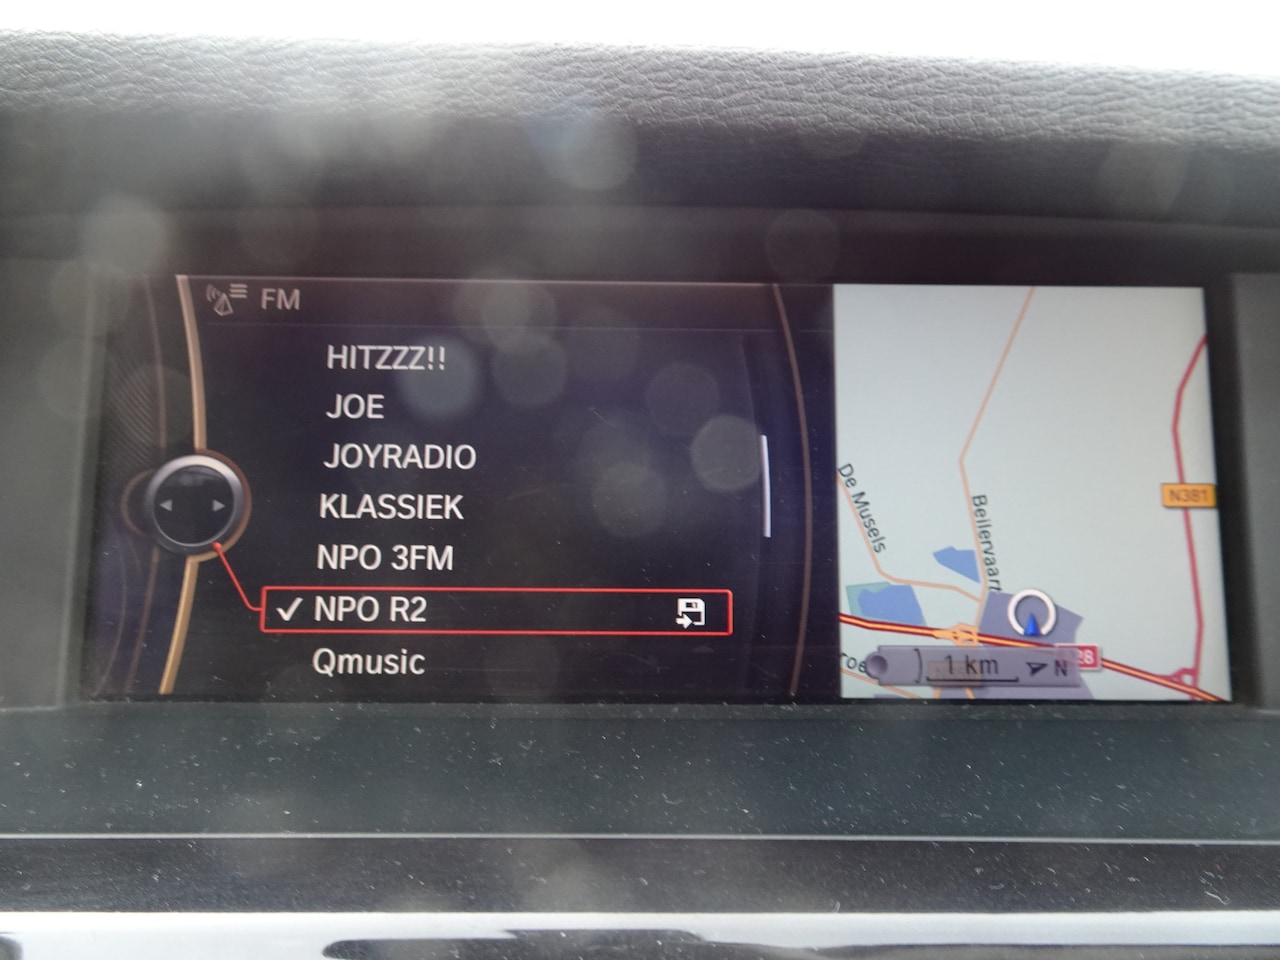 FM
HITZZZ!!
JOE
JOYRADIO
KLASSIEK
NPO 3FM
NPO R2
Qmusic
De Musels
Beilervaart
N381
1 km
N